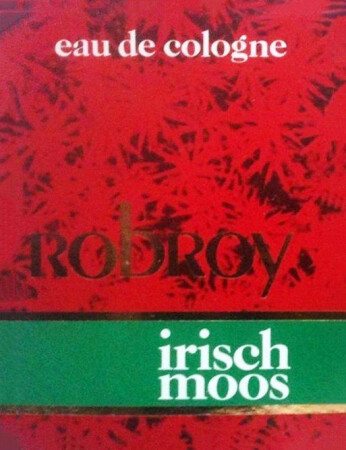 eau de cologne
RobRoy
irisch
moos